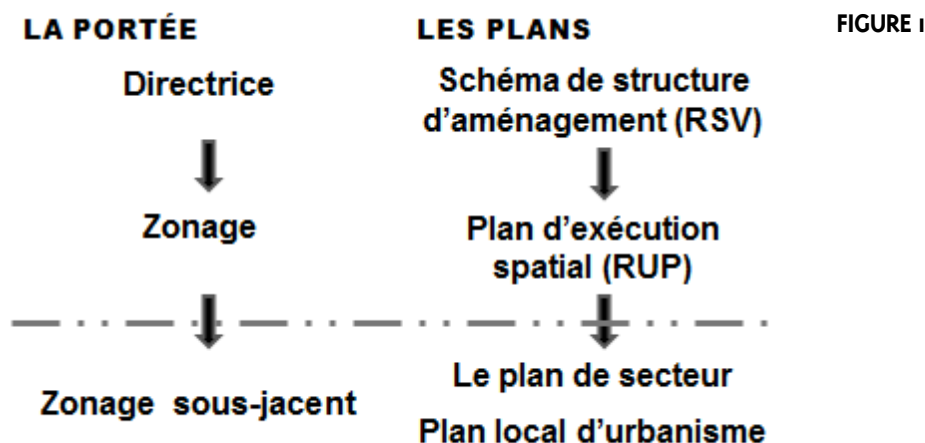 LA PORTÉE
LES PLANS
FIGURE 1
Directrice
Schéma de structure
d'aménagement (RSV)
Zonage
Plan d'exécution
spatial (RUP)
Zonage sous-jacent
Le plan de secteur
Plan local d'urbanisme